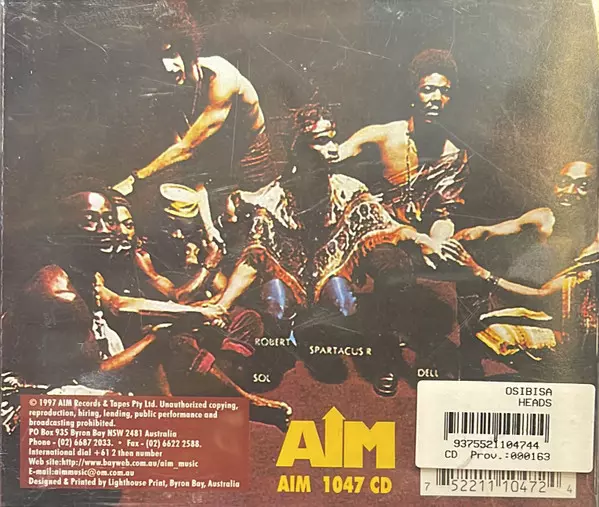 ROBERT
SPARTACUS R
SOL
DELL
© 1997 AIM Records & Tapes Pty Ltd. Unauthorized copying,
reproduction, hiring, lending, public performance and
broadcasting prohibited.
PO Box 935 Byron Bay NSW 2481 Australia
Phone - (02) 6687 2033. - Fax - (02) 6622 2588.
International dial +61 2 then number
Web site:http://www.bayweb.com.au/aim_music
E-mail:aimmusic@om.com.au
Designed & Printed by Lighthouse Print, Byron Bay, Australia
AIM
AIM 1047 CD
OSIBISA
HEADS
9375521104744
CD Prov.:000163
7 52211 10472 4